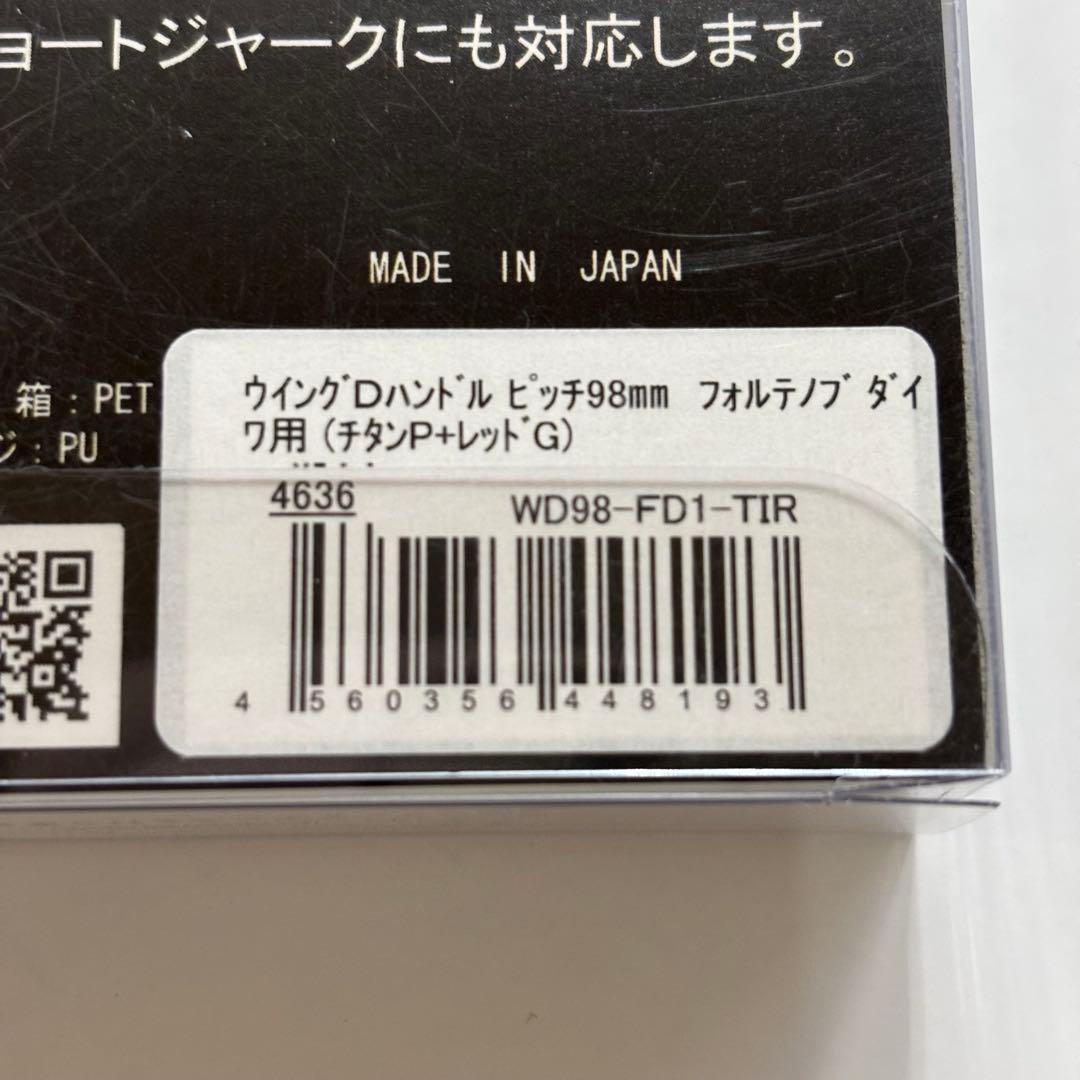 ョートジャークにも対応します。
MADE IN JAPAN
箱：PET
ジ：PU
ｳｲﾝｸﾞDﾊﾝﾄﾞﾙ ﾋﾟｯﾁ98mm ﾌｫﾙﾃﾉﾌﾞ ﾀﾞｲ
ﾜ用 (ﾁﾀﾝP+ﾚｯﾄﾞG)
4636
WD98-FD1-TIR
4 560356 448193